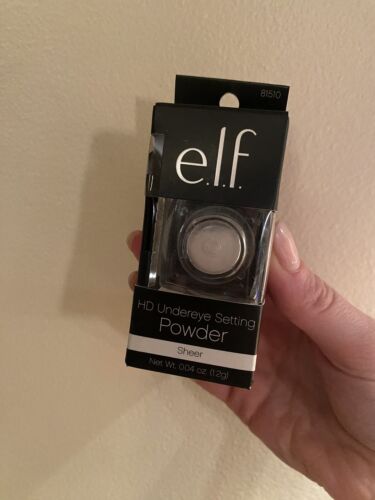 81510
e.l.f.
HD Undereye Setting
Powder
Sheer
Net Wt. 0.04 oz. (1.2g)